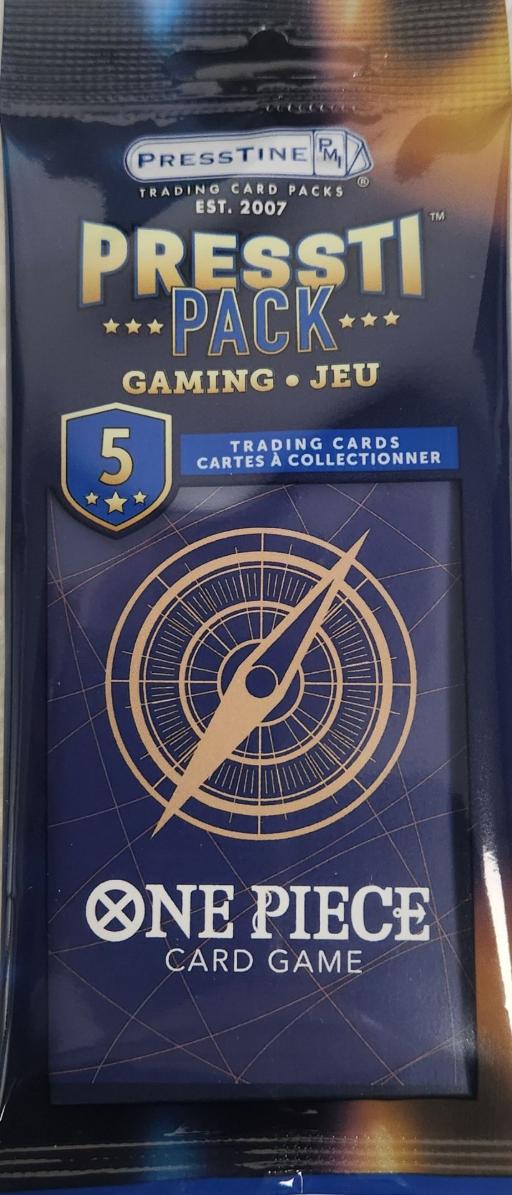 PRESSTINE PMI
TRADING CARD PACKS ®
EST. 2007
PRESSTI ™
PACK
GAMING • JEU
5
TRADING CARDS
CARTES À COLLECTIONNER
ONE PIECE
CARD GAME